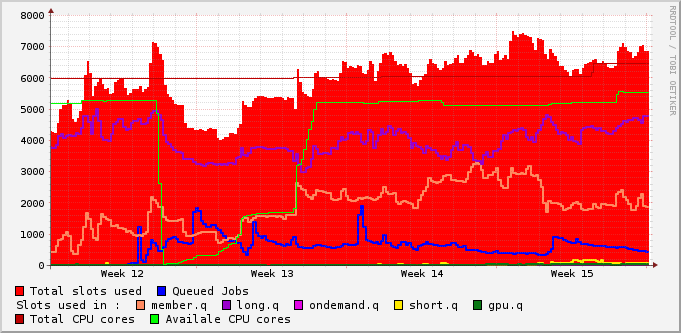 8000
7000
6000
5000
4000
3000
2000
1000
0
Week 12 Week 13 Week 14 Week 15
RRDTOOL / TOBI OETIKER
Total slots used Queued Jobs
Slots used in : member.q long.q ondemand.q short.q gpu.q
Total CPU cores Availale CPU cores